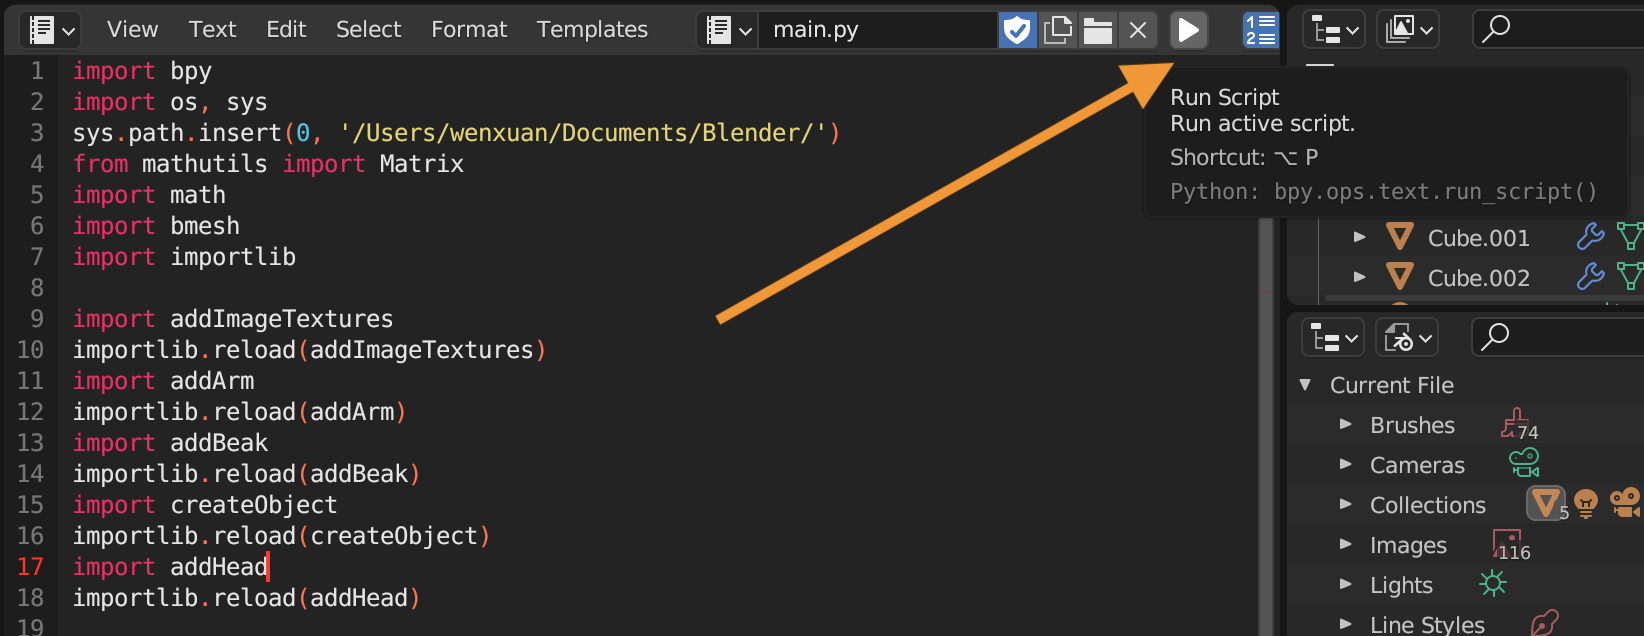 View Text Edit Select Format Templates main.py
1 import bpy
2 import os, sys
3 sys.path.insert(0, '/Users/wenxuan/Documents/Blender/')
4 from mathutils import Matrix
5 import math
6 import bmesh
7 import importlib
8
9 import addImageTextures
10 importlib.reload(addImageTextures)
11 import addArm
12 importlib.reload(addArm)
13 import addBeak
14 importlib.reload(addBeak)
15 import createObject
16 importlib.reload(createObject)
17 import addHead
18 importlib.reload(addHead)
19
1
2
Run Script
Run active script.
Shortcut: ⌥ P
Python: bpy.ops.text.run_script()
Cube.001
Cube.002
Current File
Brushes 74
Cameras
Collections 5
Images 116
Lights
Line Styles